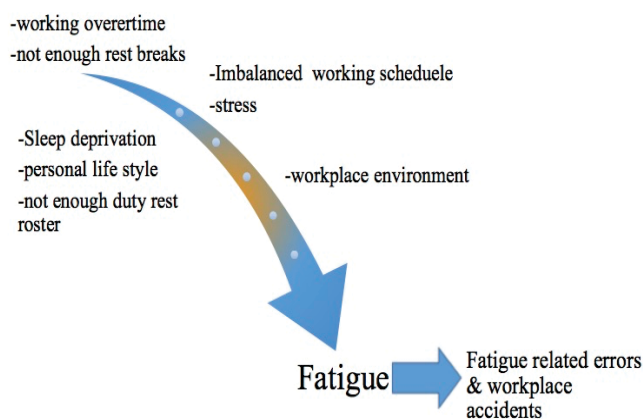 -working overtime
-not enough rest breaks
-Imbalanced working scheduele
-stress
-Sleep deprivation
-personal life style
-not enough duty rest
roster
-workplace environment
Fatigue
Fatigue related errors
& workplace
accidents